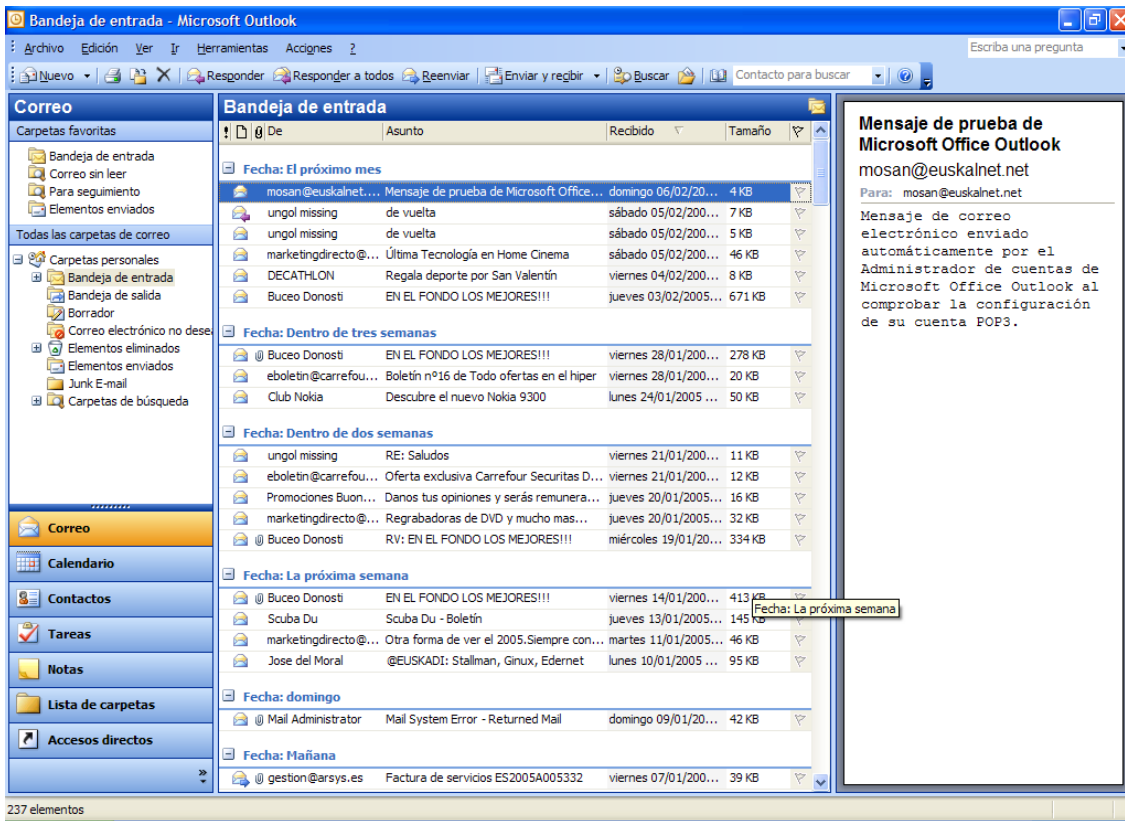 Bandeja de entrada - Microsoft Outlook
Archivo Edición Ver Ir Herramientas Acciones ? Escriba una pregunta
Nuevo Responder Responder a todos Reenviar Enviar y recibir Buscar Contacto para buscar
Correo
Carpetas favoritas
Bandeja de entrada
Correo sin leer
Para seguimiento
Elementos enviados
Todas las carpetas de correo
Carpetas personales
Bandeja de entrada
Bandeja de salida
Borrador
Correo electrónico no dese
Elementos eliminados
Elementos enviados
Junk E-mail
Carpetas de búsqueda
Correo
Calendario
Contactos
Tareas
Notas
Lista de carpetas
Accesos directos
Bandeja de entrada
De Asunto Recibido Tamaño
Fecha: El próximo mes
mosan@euskalnet.... Mensaje de prueba de Microsoft Office... domingo 06/02/20... 4 KB
ungol missing de vuelta sábado 05/02/200... 7 KB
ungol missing de vuelta sábado 05/02/200... 5 KB
marketingdirecto@... Última Tecnología en Home Cinema sábado 05/02/200... 46 KB
DECATHLON Regala deporte por San Valentín viernes 04/02/200... 8 KB
Buceo Donosti EN EL FONDO LOS MEJORES!!! jueves 03/02/2005... 671 KB
Fecha: Dentro de tres semanas
Buceo Donosti EN EL FONDO LOS MEJORES!!! viernes 28/01/200... 278 KB
eboletin@carrefou... Boletín nº16 de Todo ofertas en el hiper viernes 28/01/200... 20 KB
Club Nokia Descubre el nuevo Nokia 9300 lunes 24/01/2005 ... 50 KB
Fecha: Dentro de dos semanas
ungol missing RE: Saludos viernes 21/01/200... 11 KB
eboletin@carrefou... Oferta exclusiva Carrefour Securitas D... viernes 21/01/200... 12 KB
Promociones Buon... Danos tus opiniones y serás remunera... jueves 20/01/2005... 16 KB
marketingdirecto@... Regrabadoras de DVD y mucho mas... jueves 20/01/2005... 32 KB
Buceo Donosti RV: EN EL FONDO LOS MEJORES!!! miércoles 19/01/20... 334 KB
Fecha: La próxima semana
Buceo Donosti EN EL FONDO LOS MEJORES!!! viernes 14/01/200... 413 KB
Fecha: La próxima semana
Scuba Du Scuba Du - Boletín jueves 13/01/2005... 145 KB
marketingdirecto@... Otra forma de ver el 2005.Siempre con... martes 11/01/2005... 46 KB
Jose del Moral @EUSKADI: Stallman, Ginux, Edernet lunes 10/01/2005 ... 95 KB
Fecha: domingo
Mail Administrator Mail System Error - Returned Mail domingo 09/01/20... 42 KB
Fecha: Mañana
gestion@arsys.es Factura de servicios ES2005A005332 viernes 07/01/200... 39 KB
Mensaje de prueba de
Microsoft Office Outlook
mosan@euskalnet.net
Para: mosan@euskalnet.net
Mensaje de correo
electrónico enviado
automáticamente por el
Administrador de cuentas de
Microsoft Office Outlook al
comprobar la configuración
de su cuenta POP3.
237 elementos